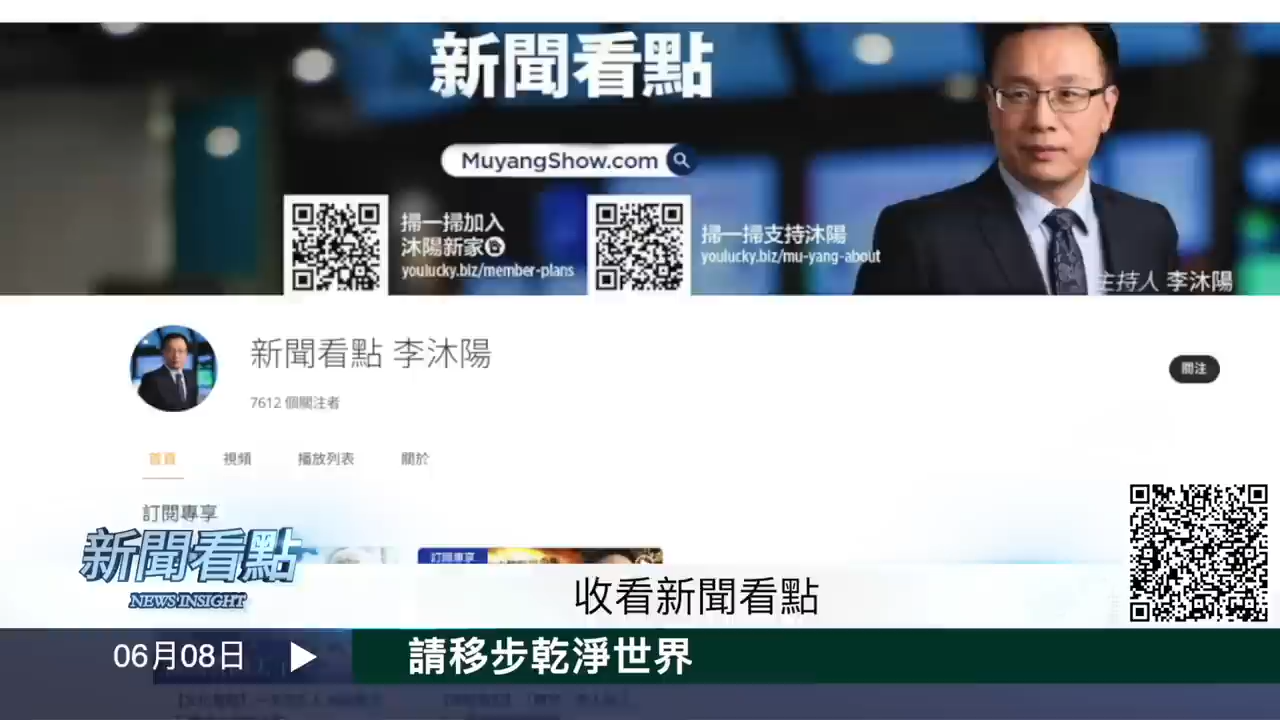 新聞看點
MuyangShow.com
掃一掃加入
沐陽新家
youlucky.biz/member-plans
掃一掃支持沐陽
youlucky.biz/mu-yang-about
主持人 李沐陽
新聞看點 李沐陽
7612 個關注者
關注
首頁
視頻
播放列表
關於
訂閱專享
訂閱專享
新聞看點
NEWS INSIGHT
收看新聞看點
06月08日
請移步乾淨世界